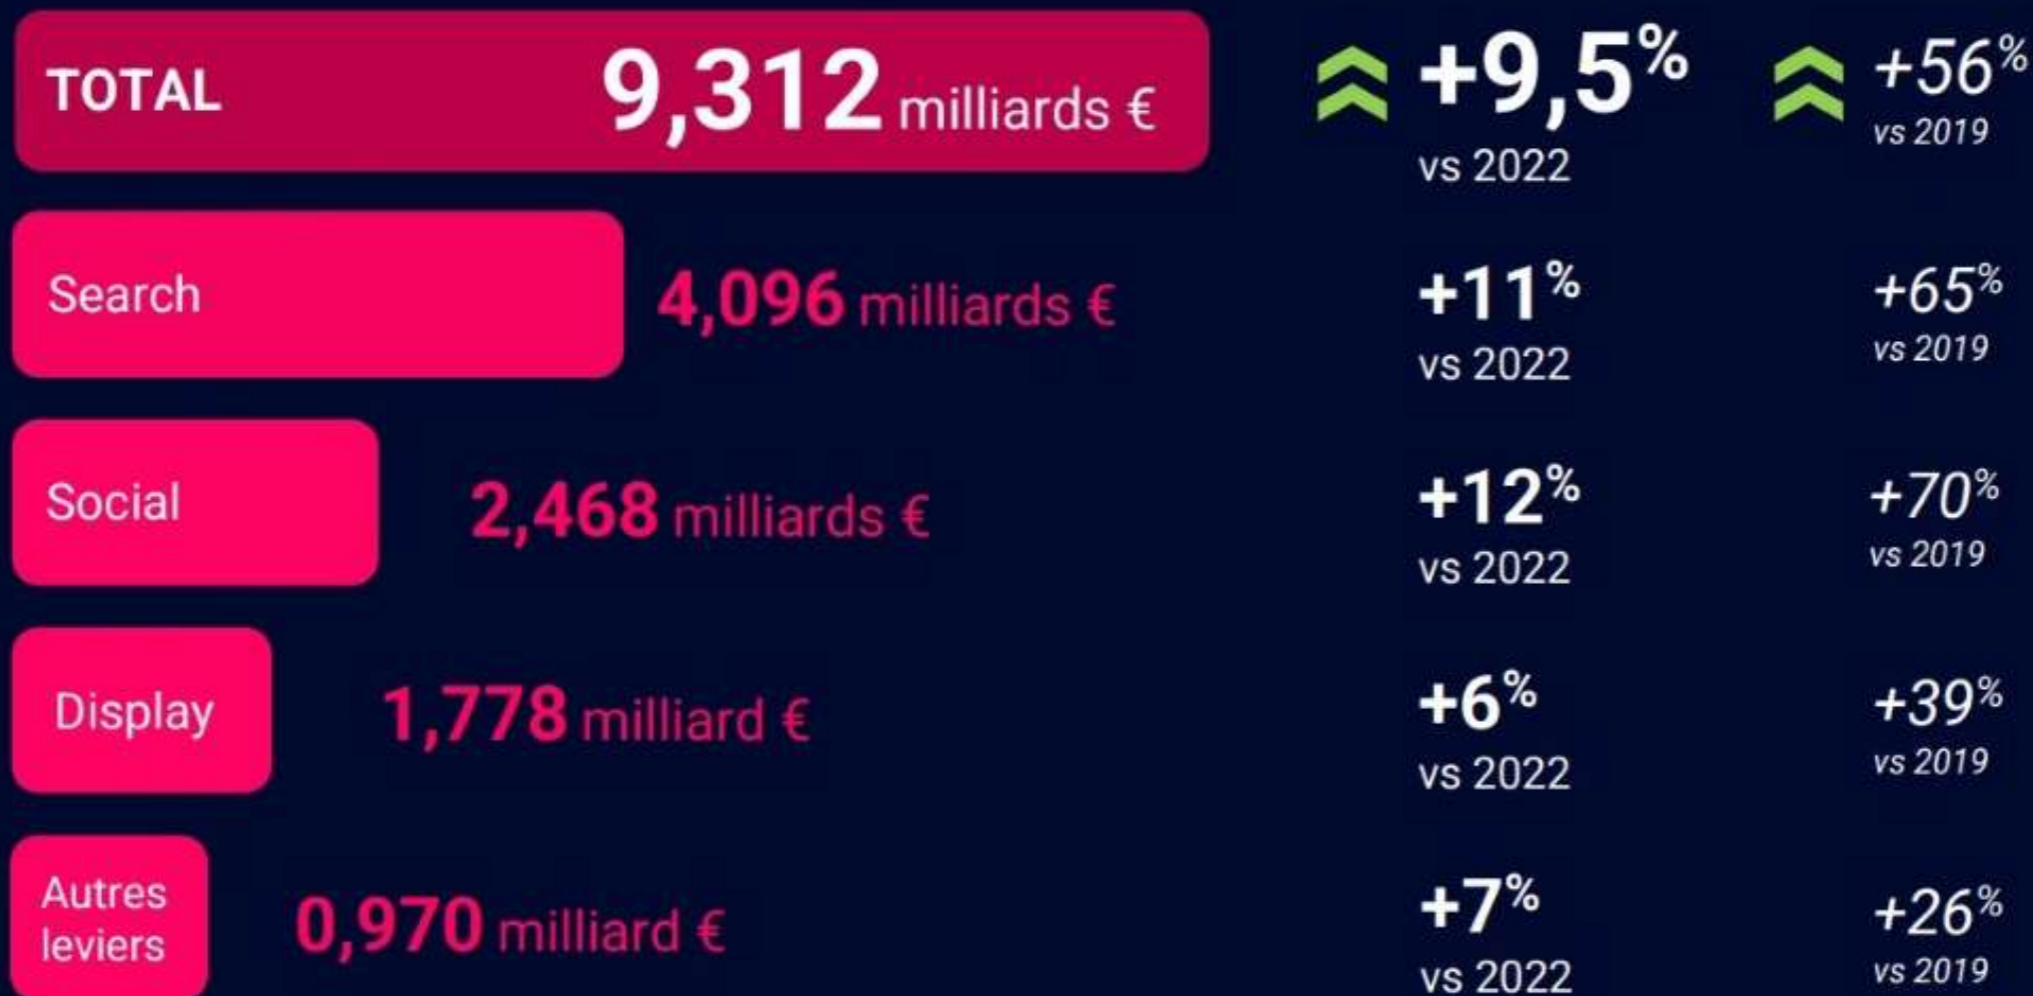 TOTAL 9,312 milliards € +9,5% +56%
vs 2022 vs 2019
Search 4,096 milliards € +11% +65%
vs 2022 vs 2019
Social 2,468 milliards € +12% +70%
vs 2022 vs 2019
Display 1,778 milliard € +6% +39%
vs 2022 vs 2019
Autres
leviers 0,970 milliard € +7% +26%
vs 2022 vs 2019